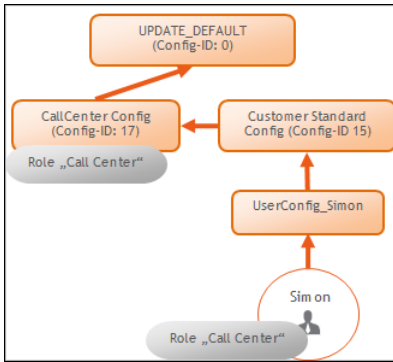 UPDATE_DEFAULT
(Config-ID: 0)
CallCenter Config
(Config-ID: 17)
Role „Call Center“
Customer Standard
Config (Config-ID 15)
UserConfig_Simon
Simon
Role „Call Center“